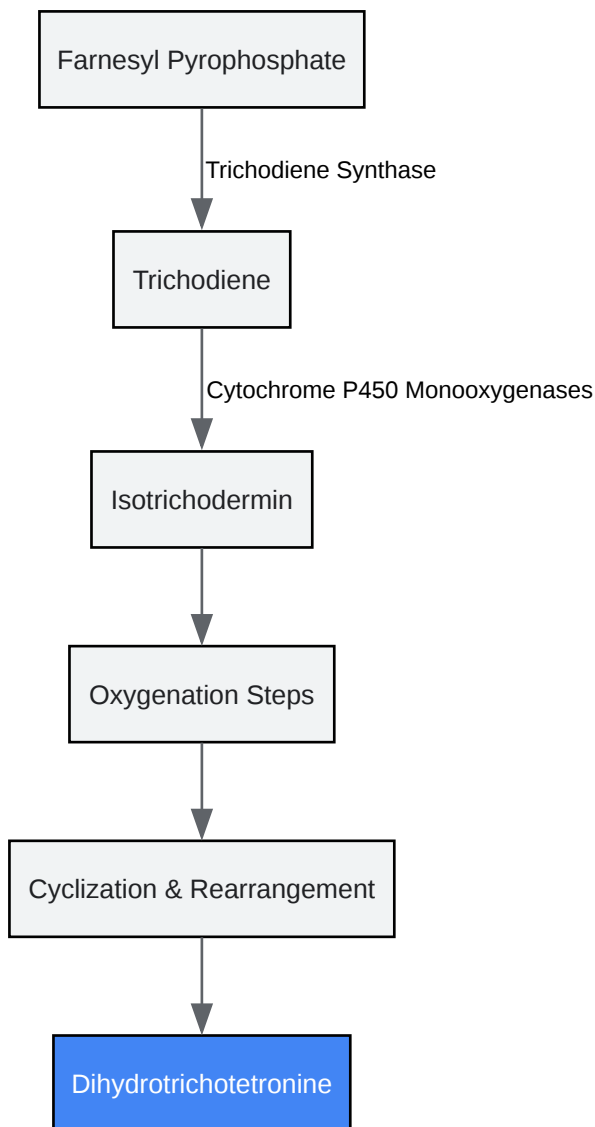 Farnesyl Pyrophosphate
Trichodiene Synthase
Trichodiene
Cytochrome P450 Monooxygenases
Isotrichodermin
Oxygenation Steps
Cyclization & Rearrangement
Dihydrotrichotetronine